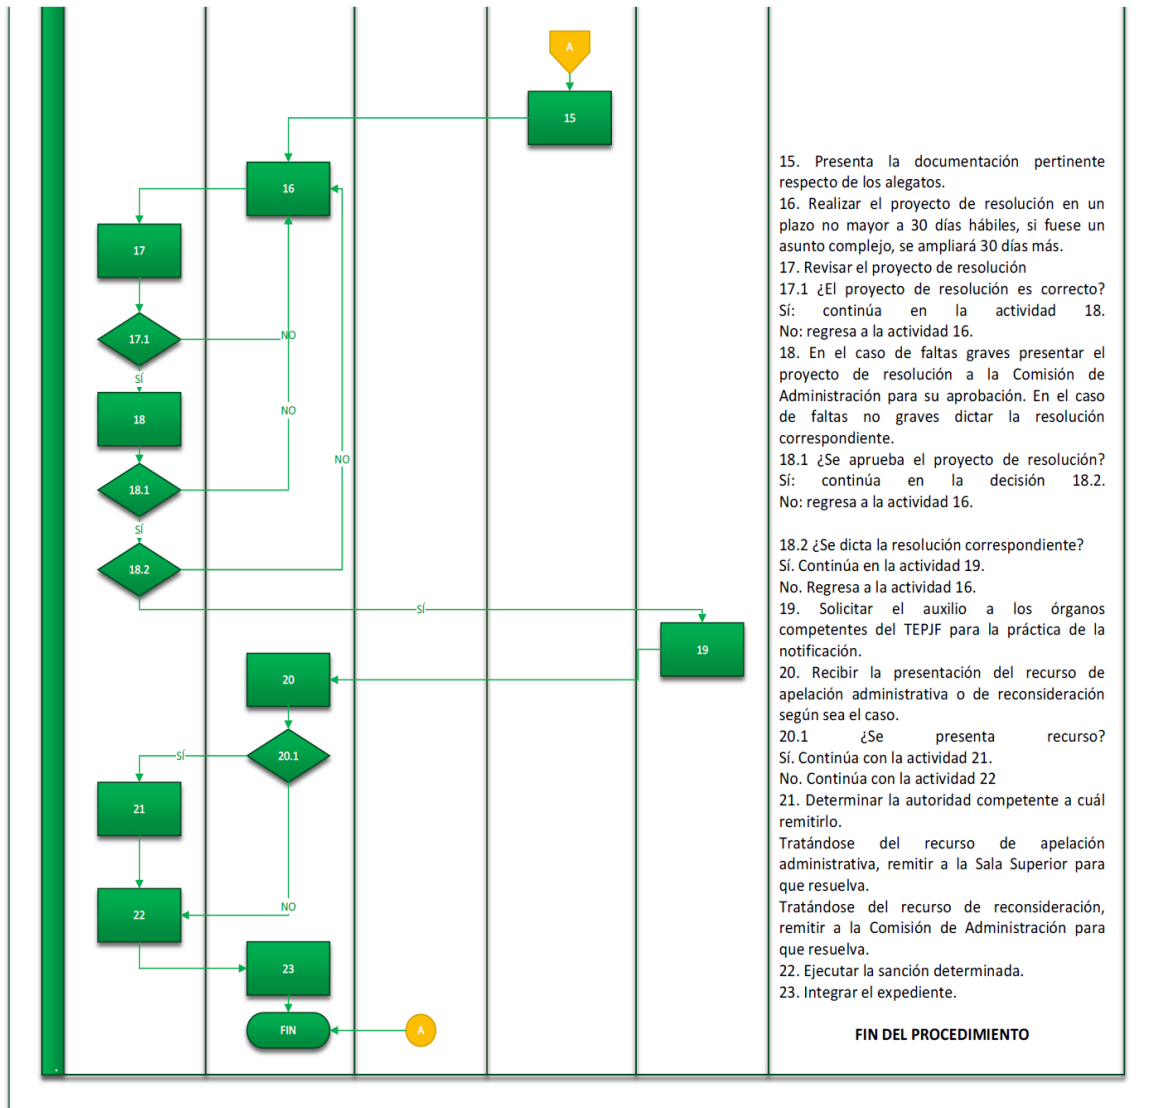 A
15
16
17
17.1
NO
SÍ
18
NO
NO
18.1
SÍ
18.2
SÍ
19
20
20.1
SÍ
21
22
NO
23
FIN
A
15. Presenta la documentación pertinente
respecto de los alegatos.
16. Realizar el proyecto de resolución en un
plazo no mayor a 30 días hábiles, si fuese un
asunto complejo, se ampliará 30 días más.
17. Revisar el proyecto de resolución
17.1 ¿El proyecto de resolución es correcto?
Sí: continúa en la actividad 18.
No: regresa a la actividad 16.
18. En el caso de faltas graves presentar el
proyecto de resolución a la Comisión de
Administración para su aprobación. En el caso
de faltas no graves dictar la resolución
correspondiente.
18.1 ¿Se aprueba el proyecto de resolución?
Sí: continúa en la decisión 18.2.
No: regresa a la actividad 16.
18.2 ¿Se dicta la resolución correspondiente?
Sí. Continúa en la actividad 19.
No. Regresa a la actividad 16.
19. Solicitar el auxilio a los órganos
competentes del TEPJF para la práctica de la
notificación.
20. Recibir la presentación del recurso de
apelación administrativa o de reconsideración
según sea el caso.
20.1 ¿Se presenta recurso?
Sí. Continúa con la actividad 21.
No. Continúa con la actividad 22
21. Determinar la autoridad competente a cuál
remitirlo.
Tratándose del recurso de apelación
administrativa, remitir a la Sala Superior para
que resuelva.
Tratándose del recurso de reconsideración,
remitir a la Comisión de Administración para
que resuelva.
22. Ejecutar la sanción determinada.
23. Integrar el expediente.
FIN DEL PROCEDIMIENTO